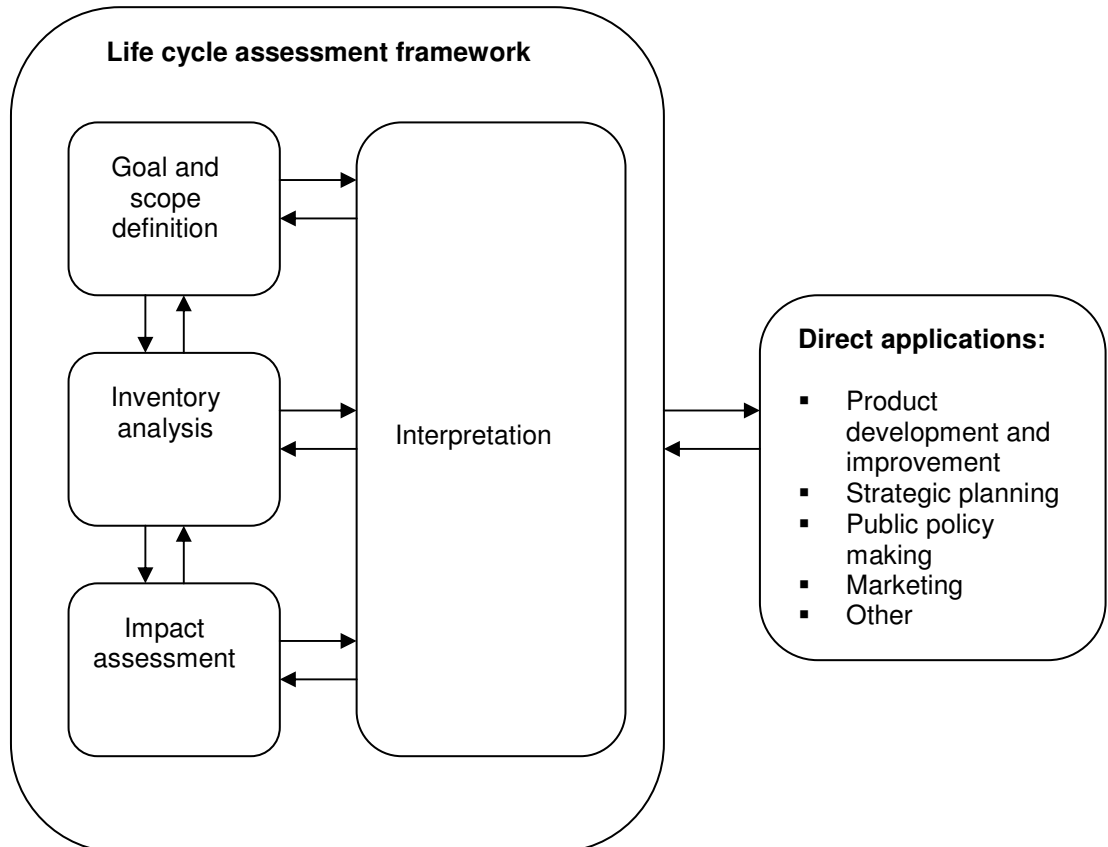 Life cycle assessment framework
Goal and
scope
definition
Inventory
analysis
Impact
assessment
Interpretation
Direct applications:
▪ Product
development and
improvement
▪ Strategic planning
▪ Public policy
making
▪ Marketing
▪ Other